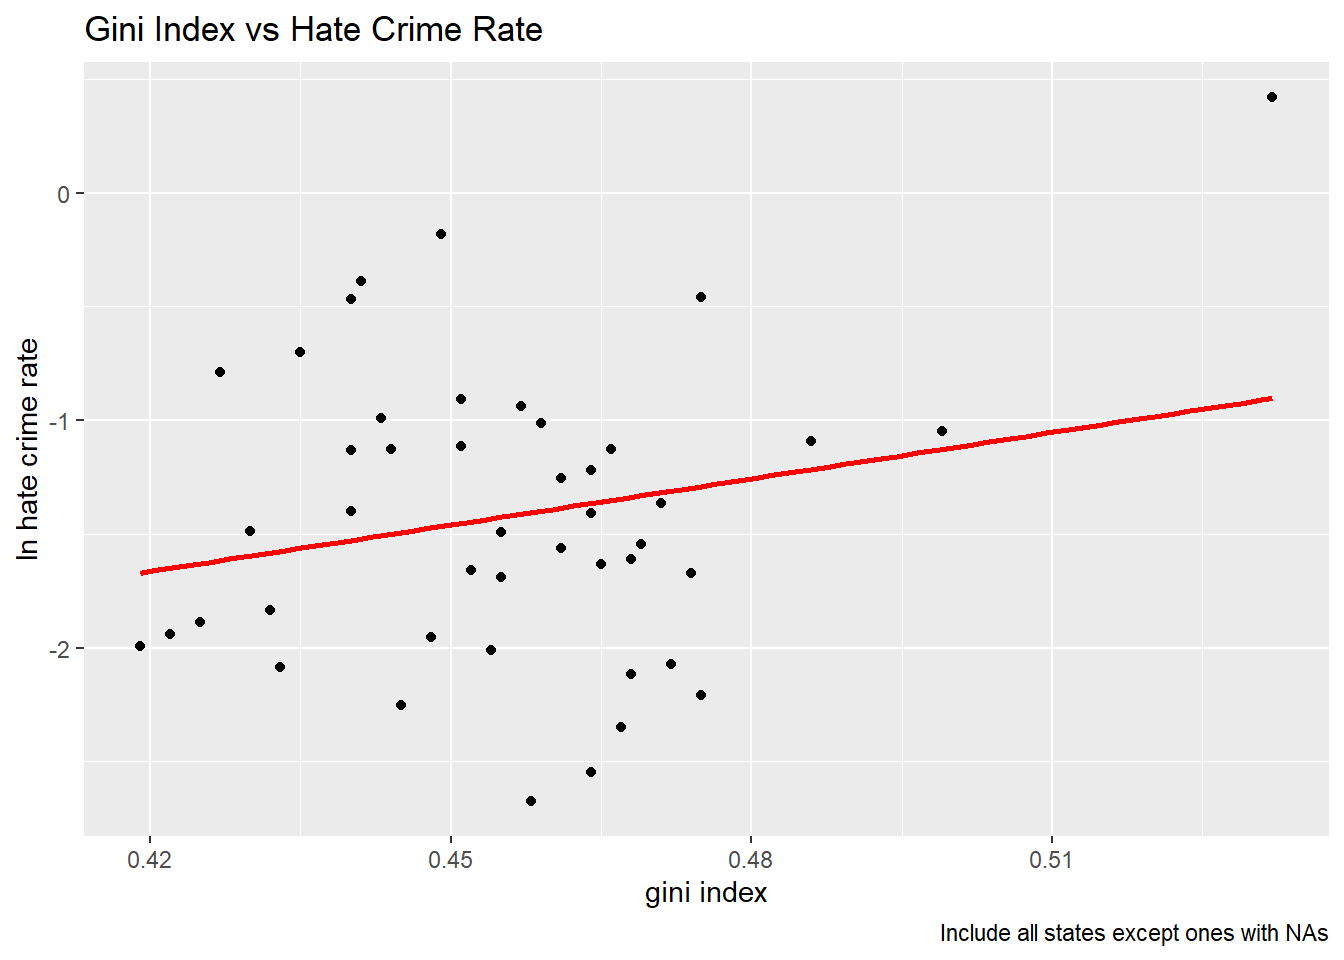 Gini Index vs Hate Crime Rate
0
-1
-2
ln hate crime rate
0.42 0.45 0.48 0.51
gini index
Include all states except ones with NAs